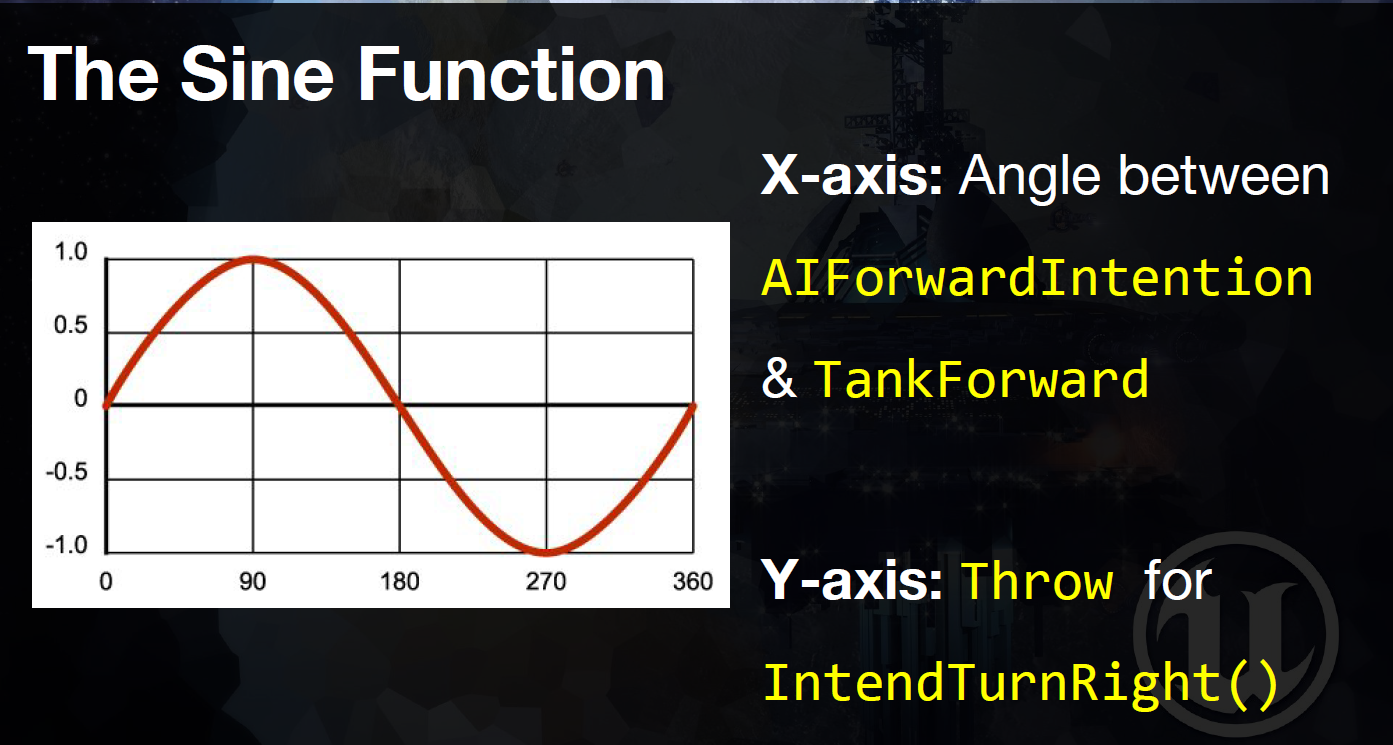 The Sine Function
X-axis: Angle between
AIForwardIntention
& TankForward
Y-axis: Throw for
IntendTurnRight()
1.0
0.5
0
-0.5
-1.0
0 90 180 270 360